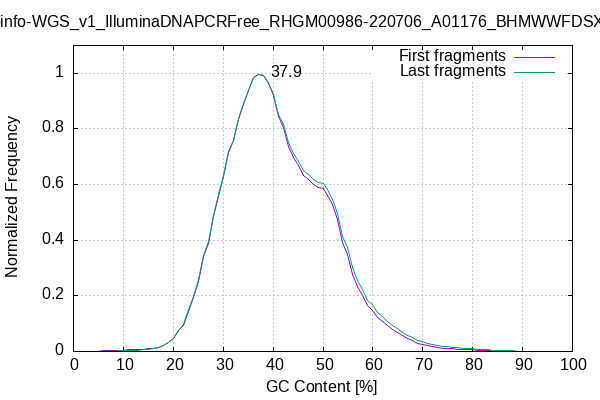 -info-WGS_v1_IlluminaDNAPCRFree_RHGM00986-220706_A01176_BHMWWFDSX
First fragments
Last fragments
37.9
1
0.8
0.6
0.4
0.2
0
Normalized Frequency
0 10 20 30 40 50 60 70 80 90 100
GC Content [%]